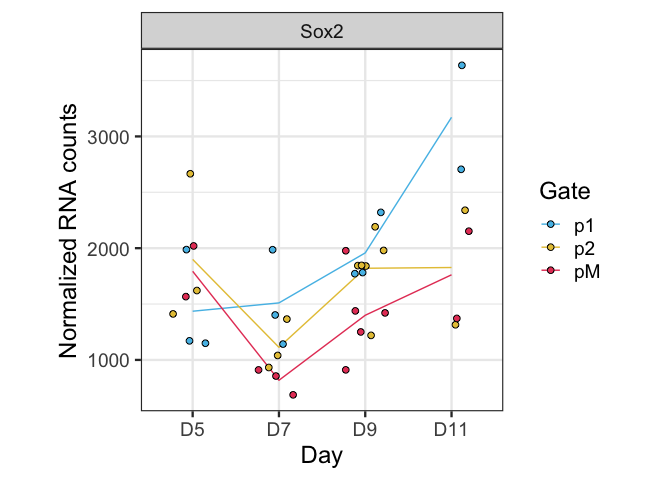 Sox2
Normalized RNA counts
3000
2000
1000
D5 D7 D9 D11
Day
Gate
p1
p2
pM